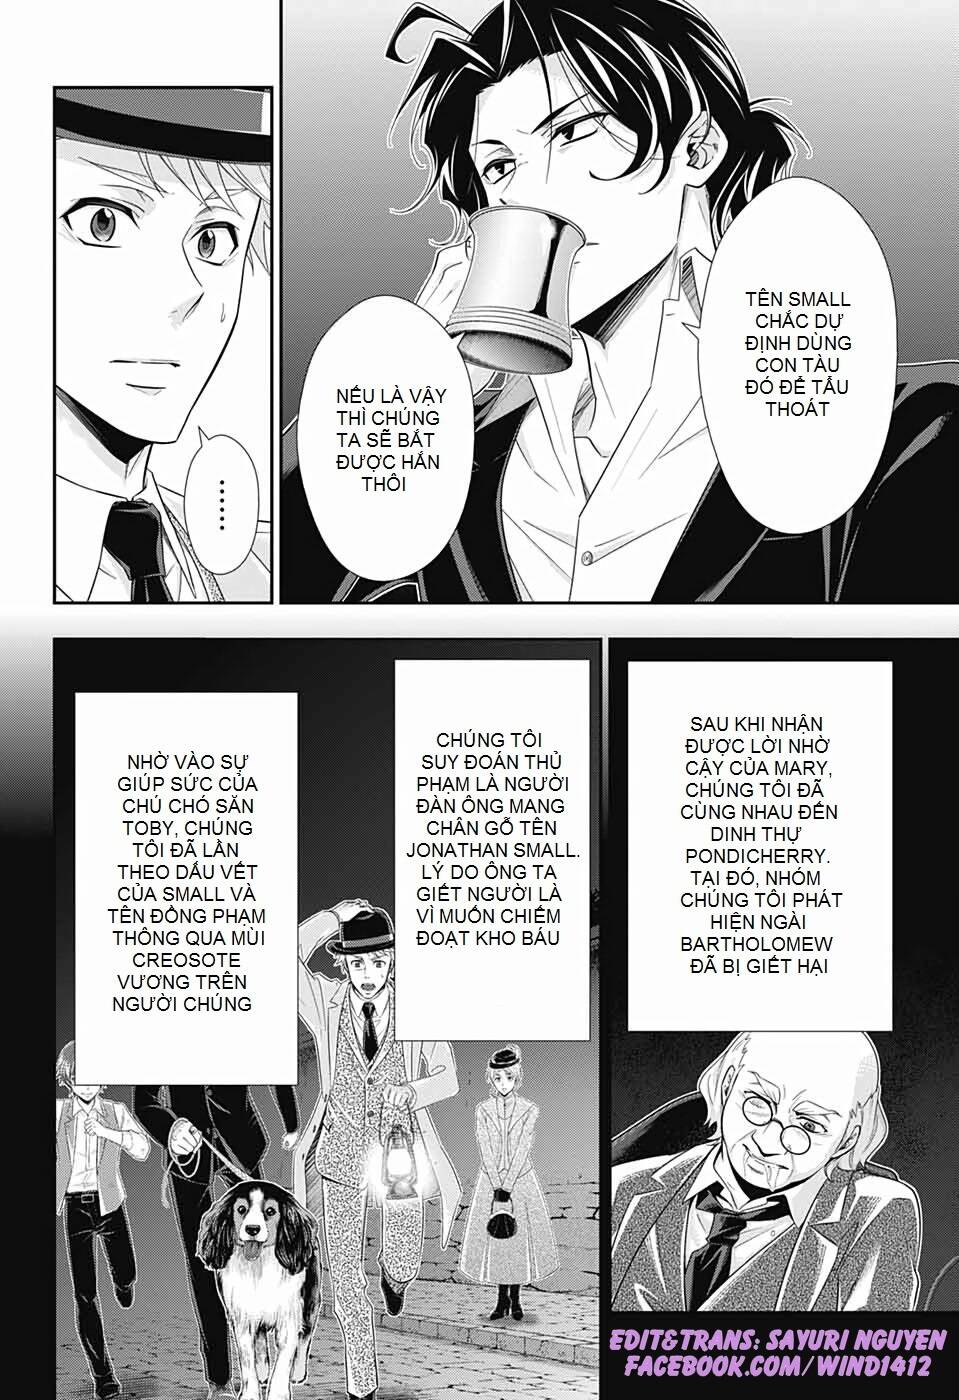 TÊN SMALL
CHẮC DỰ
ĐỊNH DÙNG
CON TÀU
ĐÓ ĐỂ TẨU
THOÁT
NẾU LÀ VẬY
THÌ CHÚNG
TA SẼ BẮT
ĐƯỢC HẮN
THÔI
.......
SAU KHI NHẬN
ĐƯỢC LỜI NHỜ
CẬY CỦA MARY,
CHÚNG TÔI ĐÃ
CÙNG NHAU ĐẾN
DINH THỰ
PONDICHERRY.
TẠI ĐÓ, NHÓM
CHÚNG TÔI PHÁT
HIỆN NGÀI
BARTHOLOMEW
ĐÃ BỊ GIẾT HẠI
CHÚNG TÔI
SUY ĐOÁN THỦ
PHẠM LÀ NGƯỜI
ĐÀN ÔNG MANG
CHÂN GỖ TÊN
JONATHAN SMALL.
LÝ DO ÔNG TA
GIẾT NGƯỜI LÀ
VÌ MUỐN CHIẾM
ĐOẠT KHO BÁU
NHỜ VÀO SỰ
GIÚP SỨC CỦA
CHÚ CHÓ SĂN
TOBY, CHÚNG
TÔI ĐÃ LẦN
THEO DẤU VẾT
CỦA SMALL VÀ
TÊN ĐỒNG PHẠM
THÔNG QUA MÙI
CREOSOTE
VƯƠNG TRÊN
NGƯỜI CHÚNG
EDIT&TRANS: SAYURI NGUYEN
FACEBOOK.COM/WIND1412